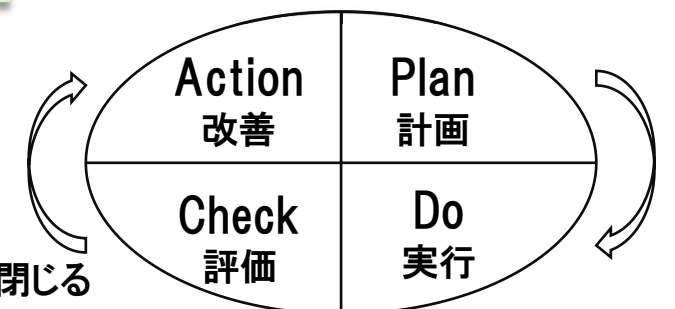 Action
改善
Plan
計画
Check
評価
Do
実行
閉じる